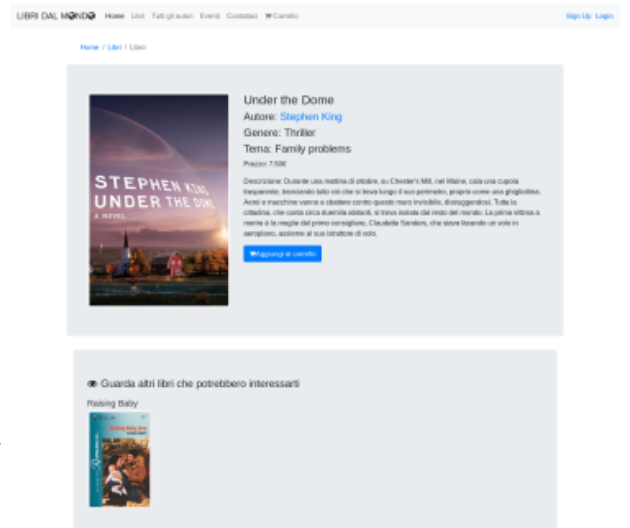 LIBRI DAL MONDO Home Libri Tutti gli autori Eventi Contattaci Carrello Sign Up Login
Home / Libri / Libro
STEPHEN KING
UNDER THE DOME
A NOVEL
Under the Dome
Autore: Stephen King
Genere: Thriller
Tema: Family problems
Prezzo: 7.50€
Descrizione: Durante una mattina di ottobre, su Chester's Mill, nel Maine, cala una cupola
trasparente, tranciando tutto ciò che si trova lungo il suo perimetro, proprio come una ghigliottina.
Aerei e macchine vanno a sbattere contro questo muro invisibile, distruggendosi. Tutta la
cittadina, che conta circa duemila abitanti, si trova isolata dal resto del mondo. La prima vittima a
morire è la moglie del primo consigliere, Claudette Sanders, che stava facendo un volo in
aeroplano, assieme al suo istruttore di volo.
Aggiungi al carrello
Guarda altri libri che potrebbero interessarti
Raising Baby